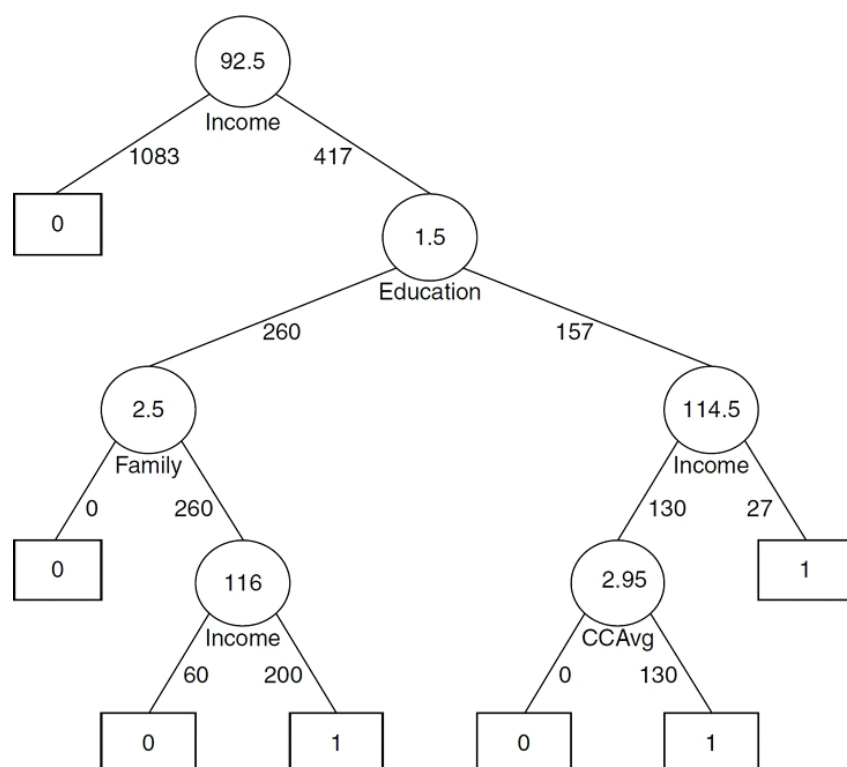 92.5
Income
1083 417
0 1.5
Education
260 157
2.5 114.5
Family Income
0 260 130 27
0 116 2.95 1
Income CCAvg
60 200 0 130
0 1 0 1